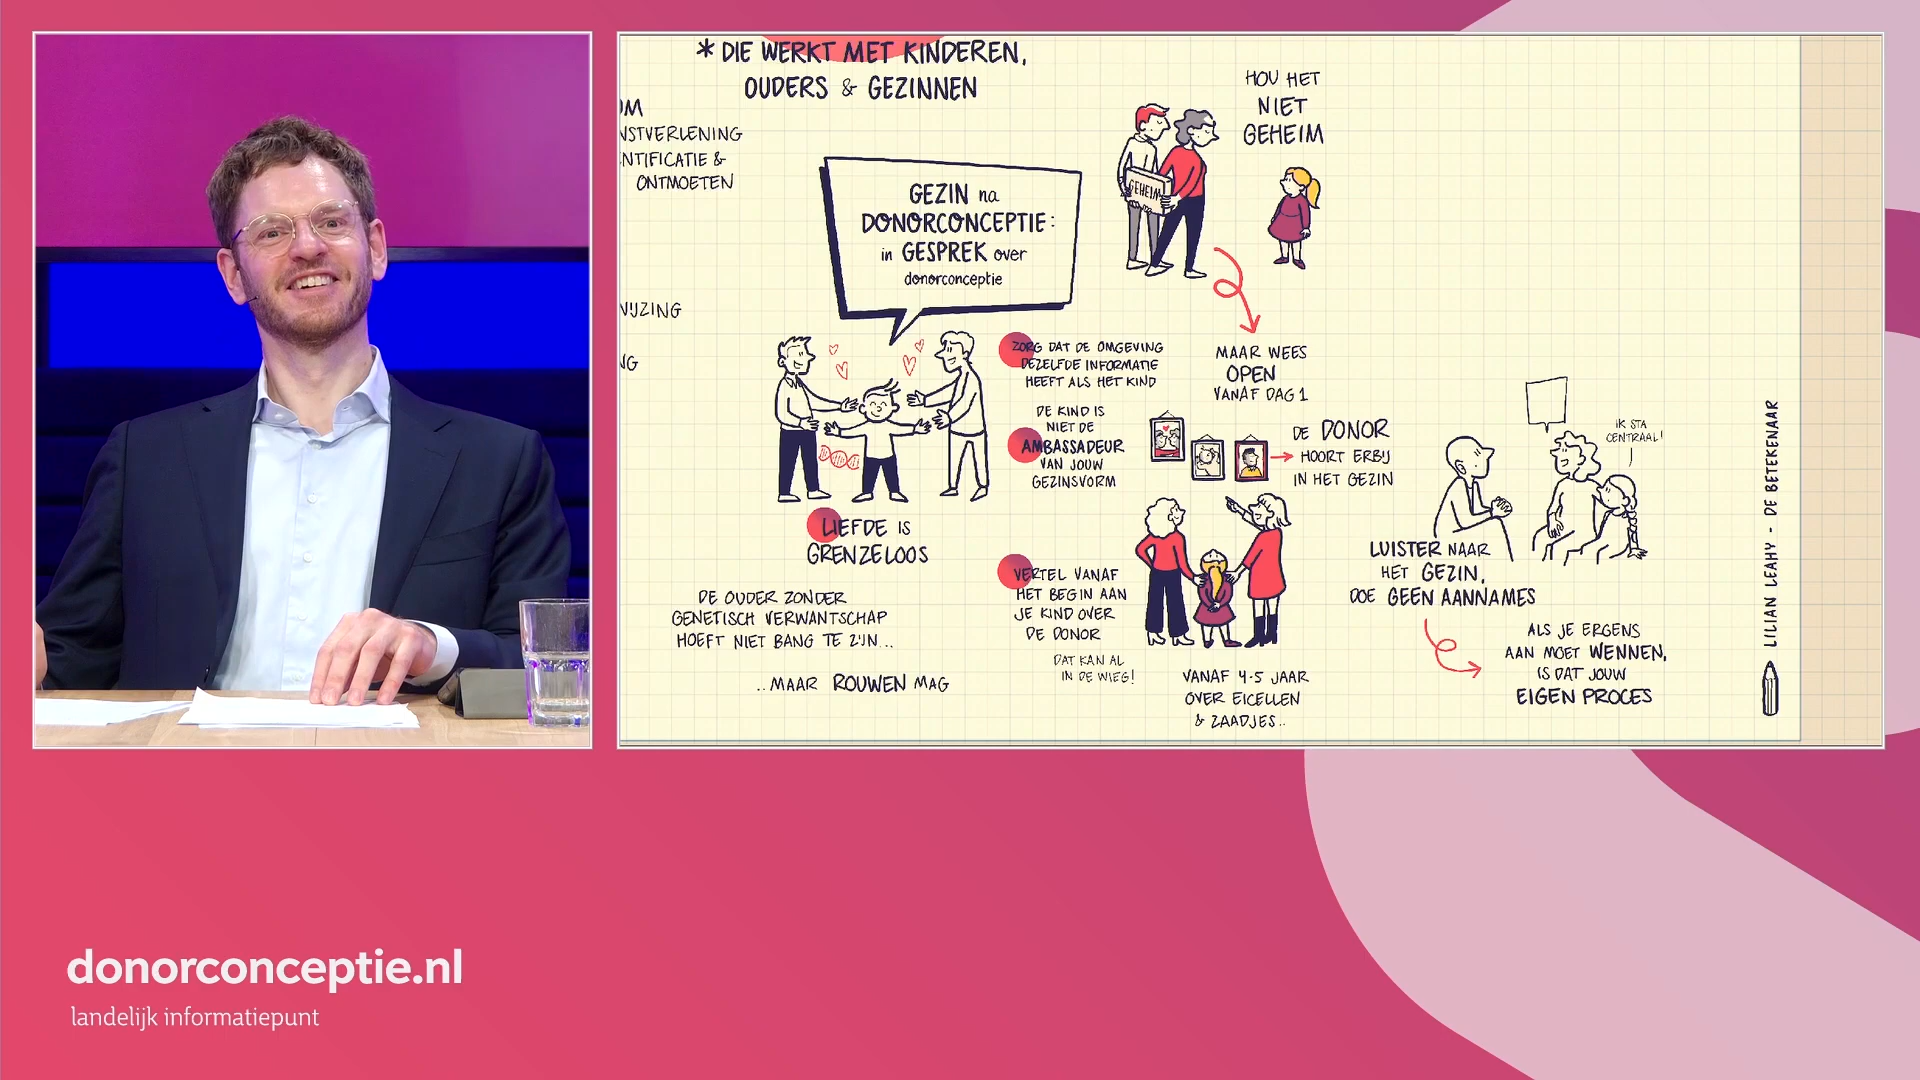 * DIE WERKT MET KINDEREN,
OUDERS & GEZINNEN
OM
NSTVERLENING
NTIFICATIE &
ONTMOETEN
WIJZING
NG
GEZIN na
DONORCONCEPTIE:
in GESPREK over
donorconceptie
LIEFDE IS
GRENZELOOS
DE OUDER ZONDER
GENETISCH VERWANTSCHAP
HOEFT NIET BANG TE ZIJN...
..MAAR ROUWEN MAG
ZORG DAT DE OMGEVING
DEZELFDE INFORMATIE
HEEFT ALS HET KIND
DE KIND IS
NIET DE
AMBASSADEUR
VAN JOUW
GEZINSVORM
VERTEL VANAF
HET BEGIN AAN
JE KIND OVER
DE DONOR
DAT KAN AL
IN DE WIEG!
GEHEIM
HOU HET
NIET
GEHEIM
MAAR WEES
OPEN
VANAF DAG 1
DE DONOR
HOORT ERBIJ
IN HET GEZIN
VANAF 4-5 JAAR
OVER EICELLEN
& ZAADJES..
IK STA
CENTRAAL!
LUISTER NAAR
HET GEZIN,
DOE GEEN AANNAMES
ALS JE ERGENS
AAN MOET WENNEN,
IS DAT JOUW
EIGEN PROCES
LILIAN LEAHY - DE BETEKENAAR
donorconceptie.nl
landelijk informatiepunt